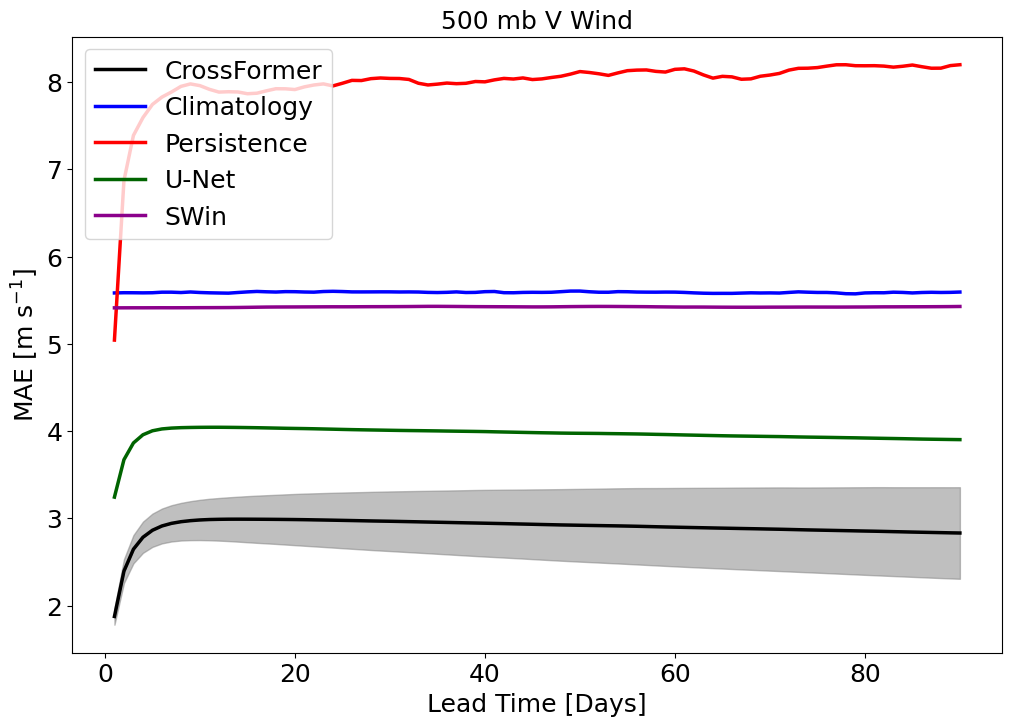 500 mb V Wind
CrossFormer
Climatology
Persistence
U-Net
SWin
MAE [m s⁻¹]
8
7
6
5
4
3
2
0 20 40 60 80
Lead Time [Days]